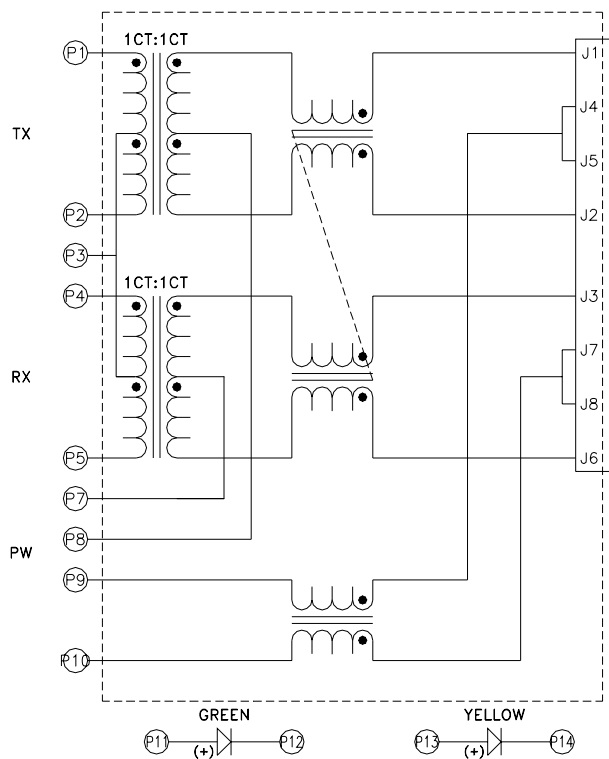 1CT:1CT
P1
J1
J4
TX
J5
P2
J2
P3
1CT:1CT
P4
J3
J7
RX
J8
P5
J6
P7
P8
PW
P9
P10
GREEN
YELLOW
P11
(+)
P12
P13
(+)
P14